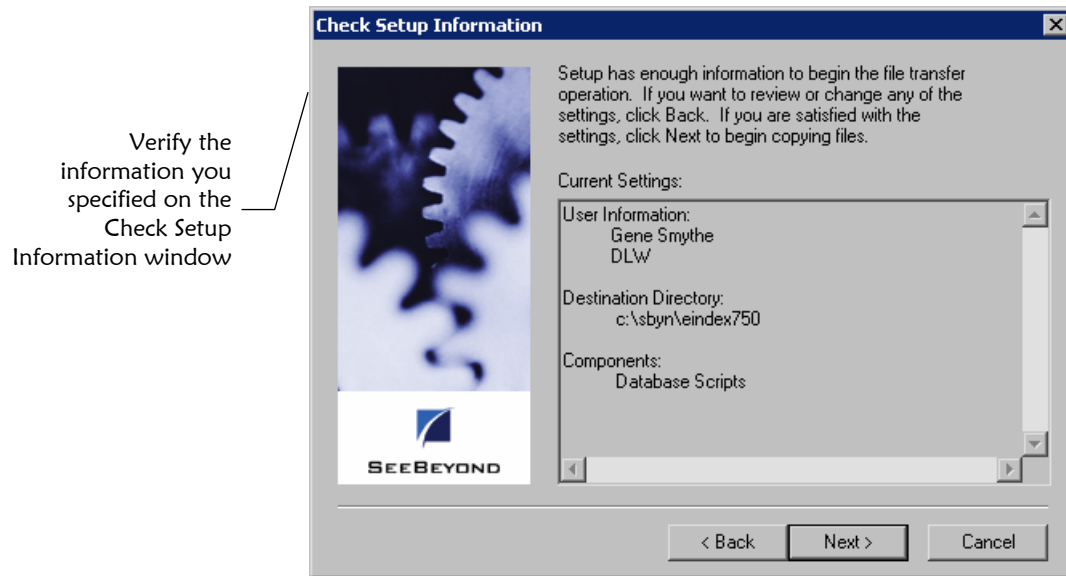 Check Setup Information
Verify the
information you
specified on the
Check Setup
Information window
Setup has enough information to begin the file transfer
operation. If you want to review or change any of the
settings, click Back. If you are satisfied with the
settings, click Next to begin copying files.
Current Settings:
User Information:
Gene Smythe
DLW
Destination Directory:
c:\sbyn\eindex750
Components:
Database Scripts
SEEBEYOND
< Back
Next >
Cancel